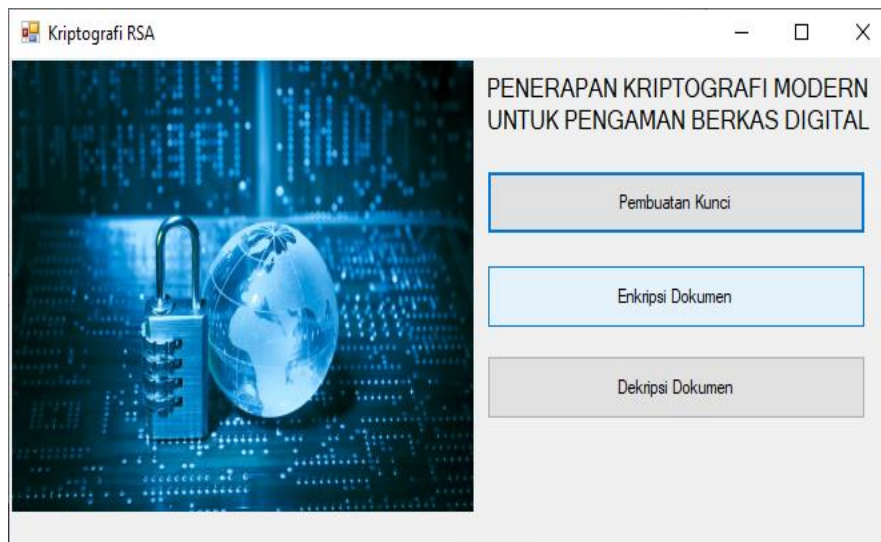 Kriptografi RSA
PENERAPAN KRIPTOGRAFI MODERN
UNTUK PENGAMAN BERKAS DIGITAL
Pembuatan Kunci
Enkripsi Dokumen
Dekripsi Dokumen